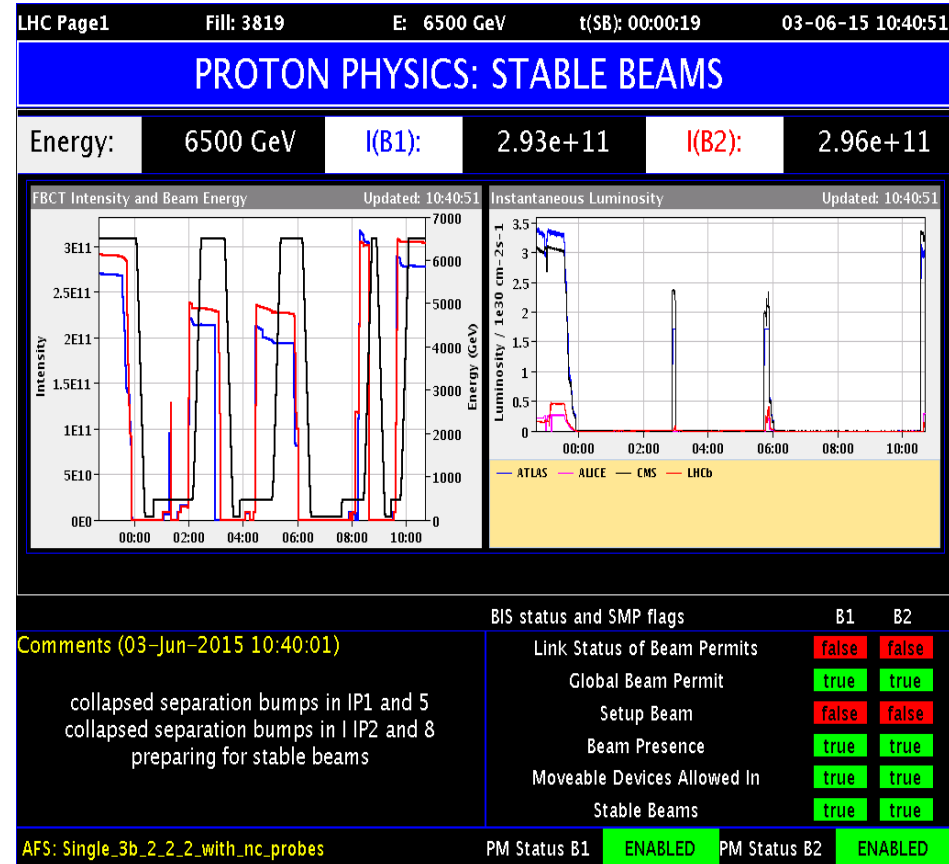 LHC Page1 Fill: 3819 E: 6500 GeV t(SB): 00:00:19 03-06-15 10:40:51
PROTON PHYSICS: STABLE BEAMS
Energy: 6500 GeV I(B1): 2.93e+11 I(B2): 2.96e+11
FBCT Intensity and Beam Energy Updated: 10:40:51
3E11
2.5E11
2E11
1.5E11
1E11
5E10
0E0
Intensity
7000
6000
5000
4000
3000
2000
1000
0
Energy (GeV)
00:00 02:00 04:00 06:00 08:00 10:00
Instantaneous Luminosity Updated: 10:40:51
3.5
3
2.5
2
1.5
1
0.5
0
Luminosity / 1e30 cm-2s-1
00:00 02:00 04:00 06:00 08:00 10:00
ATLAS ALICE CMS LHCb
Comments (03-Jun-2015 10:40:01)
collapsed separation bumps in IP1 and 5
collapsed separation bumps in I IP2 and 8
preparing for stable beams
BIS status and SMP flags B1 B2
Link Status of Beam Permits false false
Global Beam Permit true true
Setup Beam false false
Beam Presence true true
Moveable Devices Allowed In true true
Stable Beams true true
AFS: Single_3b_2_2_2_with_nc_probes PM Status B1 ENABLED PM Status B2 ENABLED